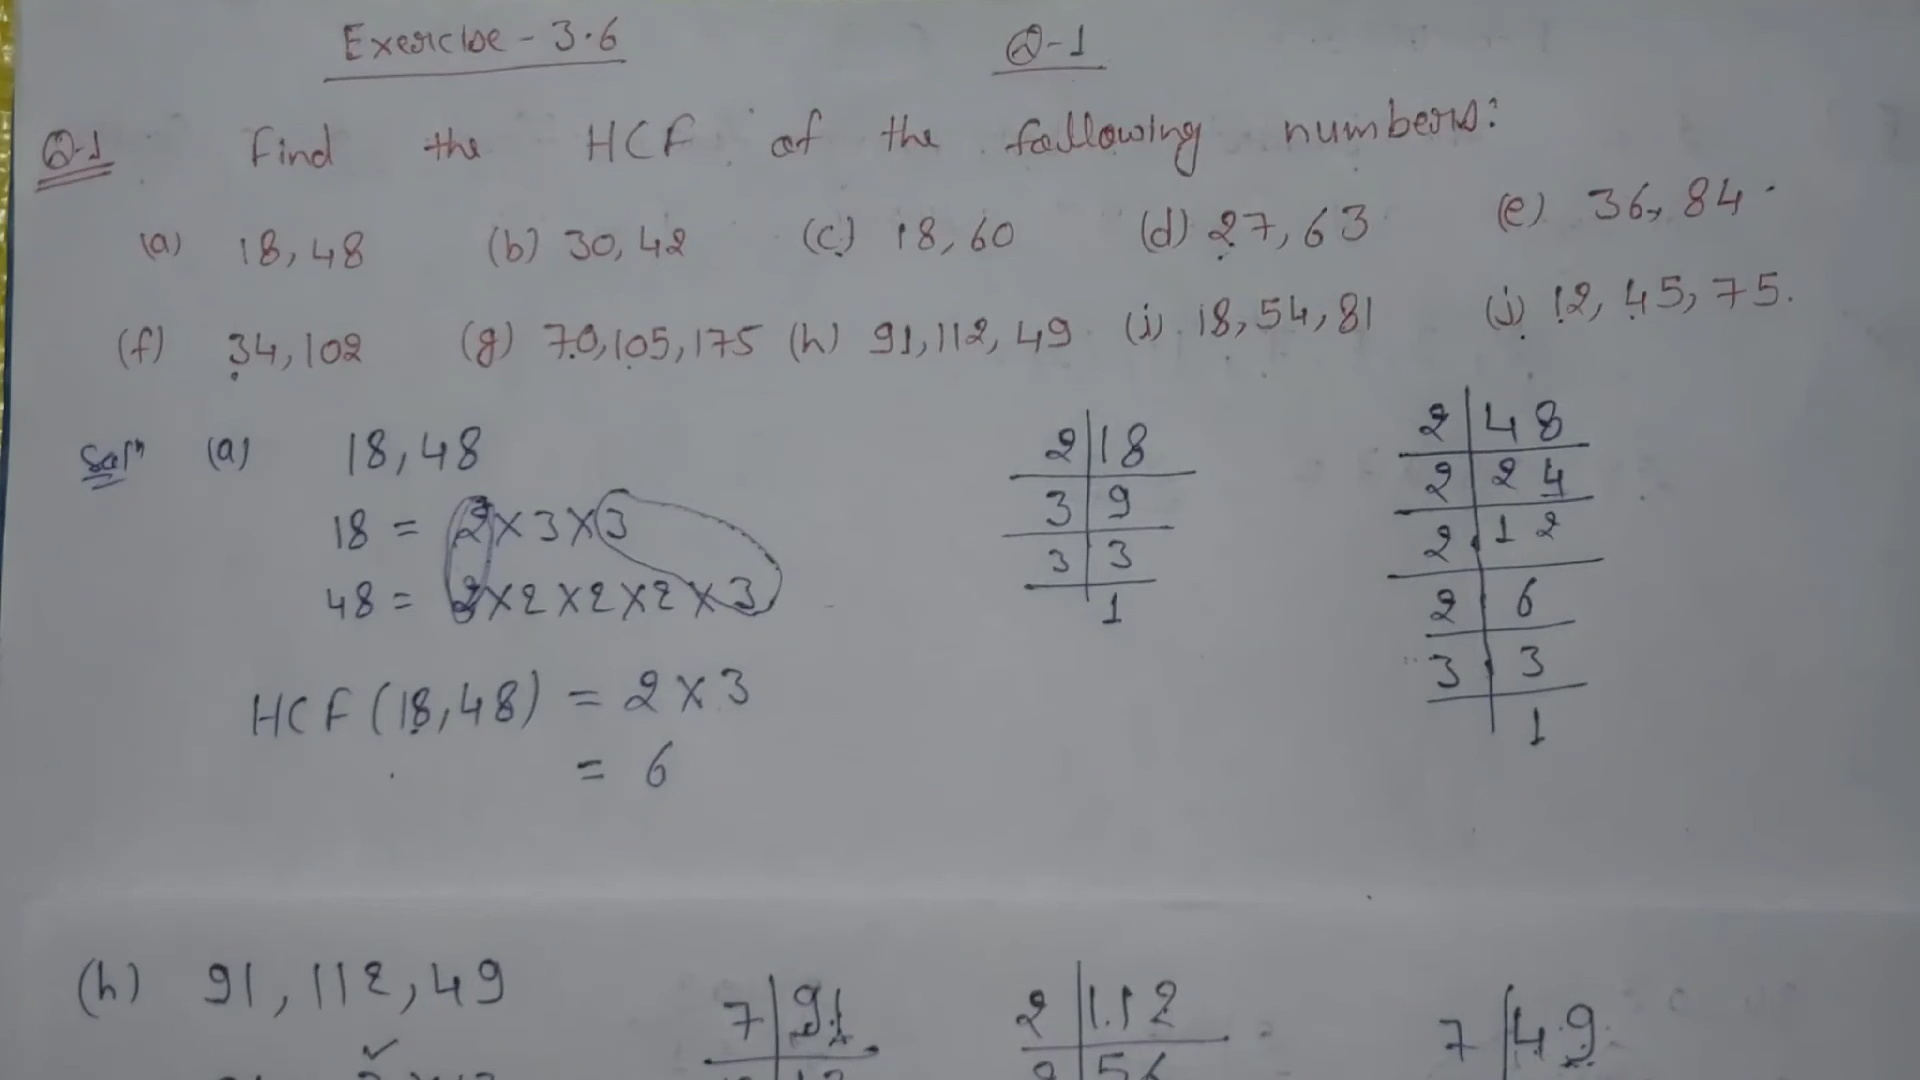 Exercise - 3.6 Q-1
Q-1 Find the HCF of the following numbers:
(a) 18, 48 (b) 30, 42 (c) 18, 60 (d) 27, 63 (e) 36, 84.
(f) 34, 102 (g) 70, 105, 175 (h) 91, 112, 49 (i) 18, 54, 81 (j) 12, 45, 75.
Solⁿ (a) 18, 48
18 = 2 × 3 × 3
48 = 2 × 2 × 2 × 2 × 3
HCF (18, 48) = 2 × 3
= 6
2 | 18
3 | 9
3 | 3
1
2 | 48
2 | 24
2 | 12
2 | 6
3 | 3
1
(h) 91, 112, 49
7 | 91
2 | 112
56
7 | 49